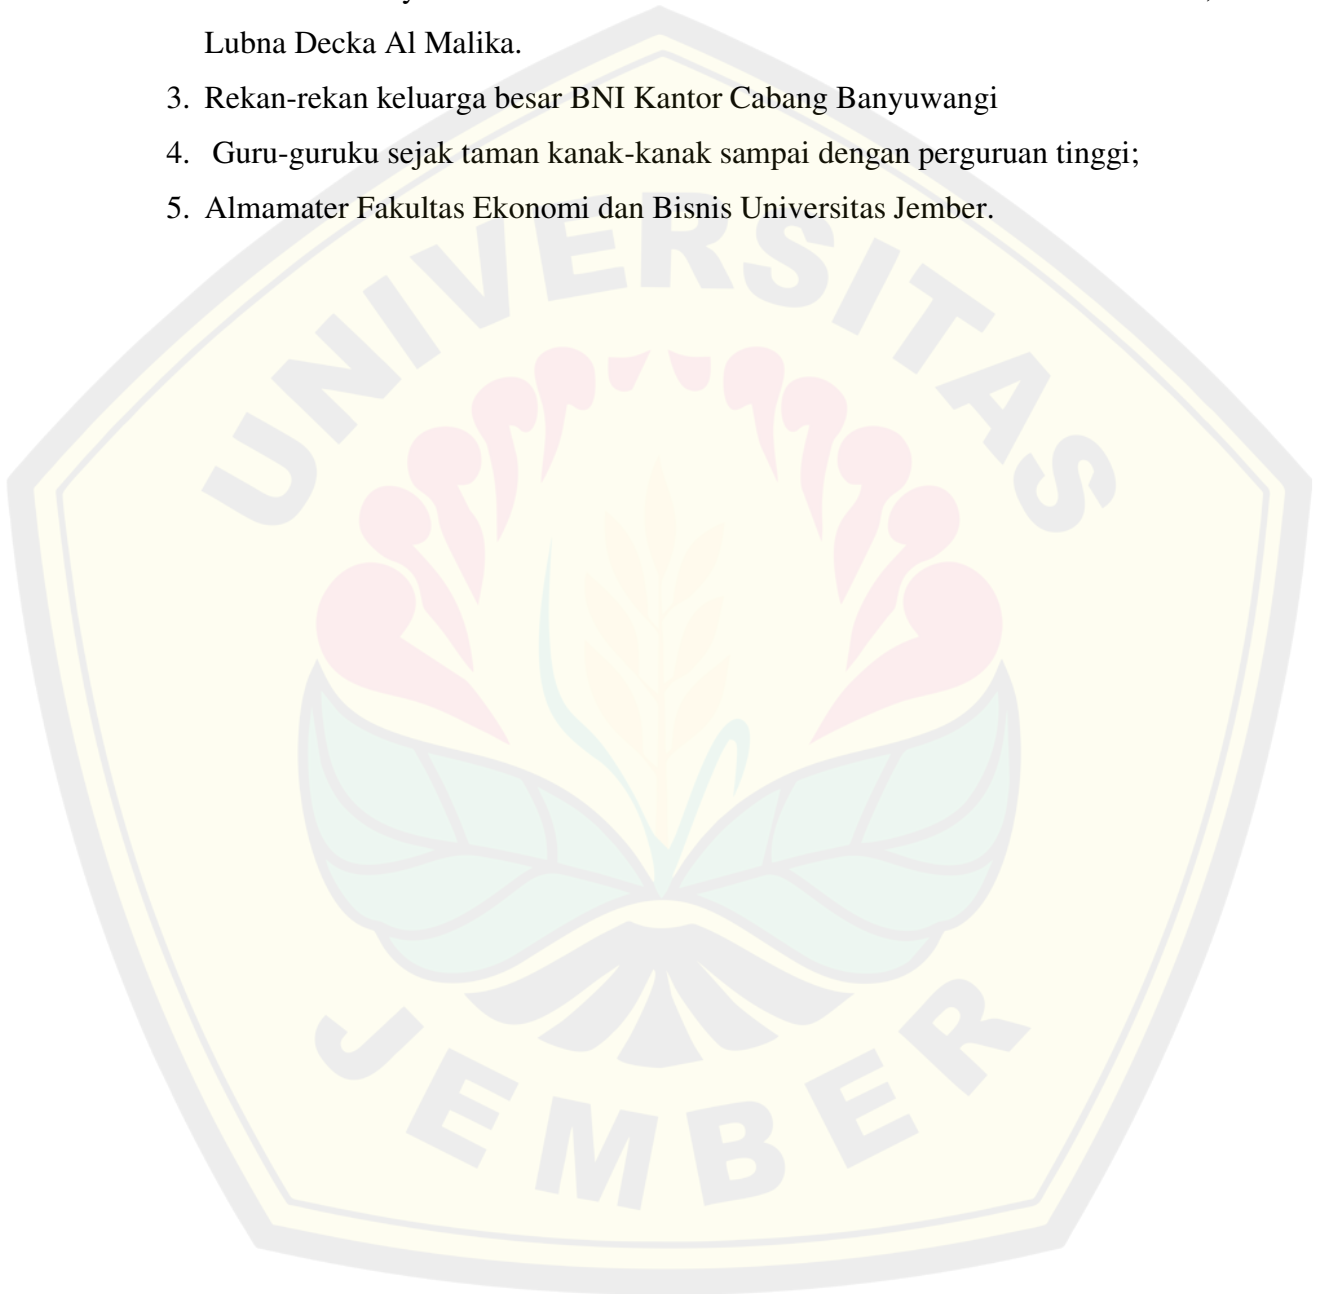 Lubna Decka Al Malika.
3. Rekan-rekan keluarga besar BNI Kantor Cabang Banyuwangi
4. Guru-guruku sejak taman kanak-kanak sampai dengan perguruan tinggi;
5. Almamater Fakultas Ekonomi dan Bisnis Universitas Jember.
UNIVERSITAS
JEMBER